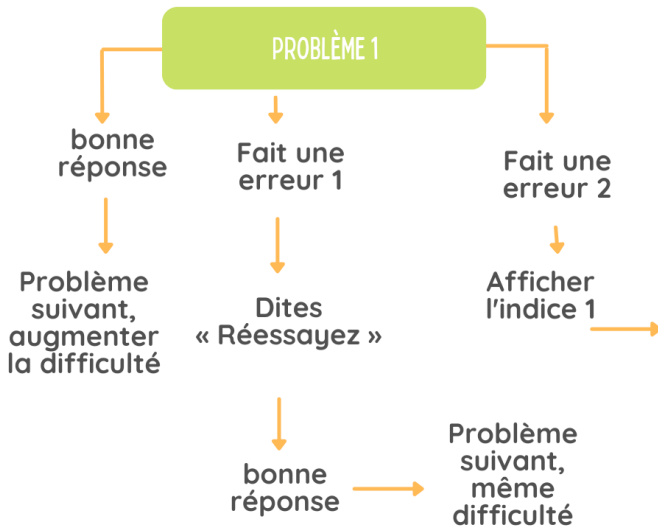 PROBLÈME 1
bonne
réponse
Fait une
erreur 1
Fait une
erreur 2
Problème
suivant,
augmenter
la difficulté
Dites
« Réessayez »
Afficher
l'indice 1
bonne
réponse
Problème
suivant,
même
difficulté